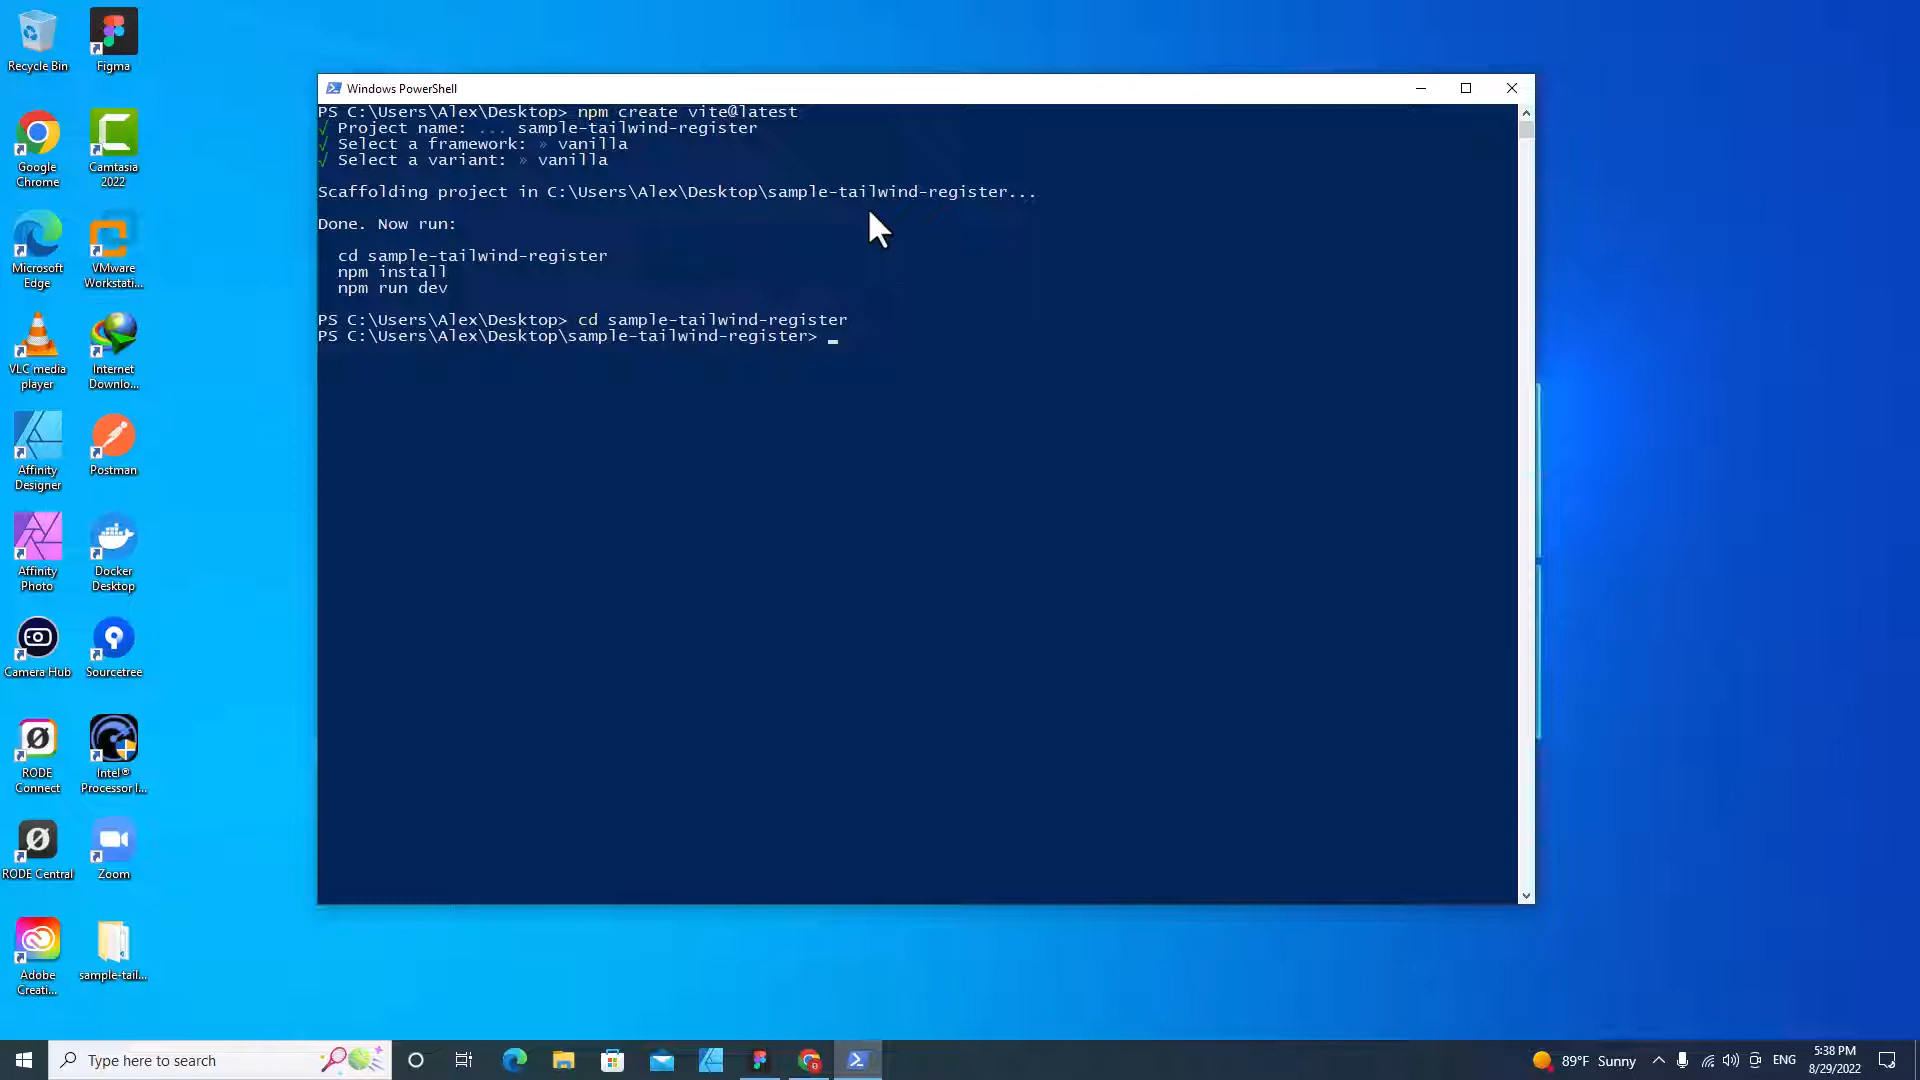 Recycle Bin
Figma
Google
Chrome
Camtasia
2022
Microsoft
Edge
VMware
Workstati...
VLC media
player
Internet
Downlo...
Affinity
Designer
Postman
Affinity
Photo
Docker
Desktop
Camera Hub
Sourcetree
RODE
Connect
Intel®
Processor I...
RODE Central
Zoom
Adobe
Creati...
sample-tail...
Windows PowerShell
PS C:\Users\Alex\Desktop> npm create vite@latest
√ Project name: ... sample-tailwind-register
√ Select a framework: » vanilla
√ Select a variant: » vanilla
Scaffolding project in C:\Users\Alex\Desktop\sample-tailwind-register...
Done. Now run:
cd sample-tailwind-register
npm install
npm run dev
PS C:\Users\Alex\Desktop> cd sample-tailwind-register
PS C:\Users\Alex\Desktop\sample-tailwind-register> _
Type here to search
89°F Sunny
ENG
5:38 PM
8/29/2022